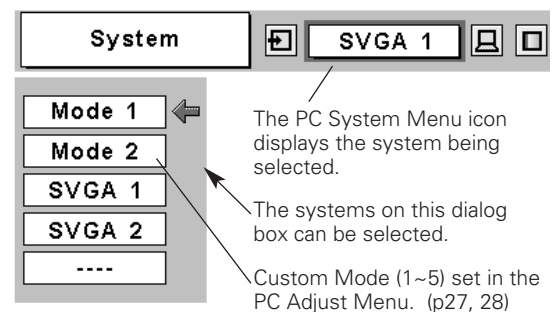 System
SVGA 1
Mode 1
Mode 2
SVGA 1
SVGA 2
----
The PC System Menu icon
displays the system being
selected.
The systems on this dialog
box can be selected.
Custom Mode (1~5) set in the
PC Adjust Menu. (p27, 28)